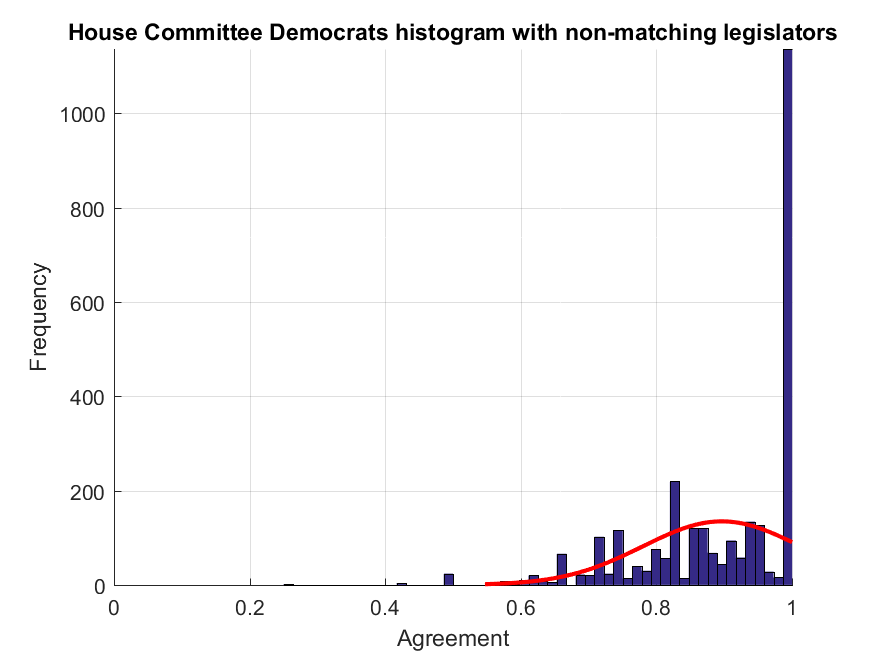 House Committee Democrats histogram with non-matching legislators
1000
800
600
400
200
0
Frequency
0 0.2 0.4 0.6 0.8 1
Agreement